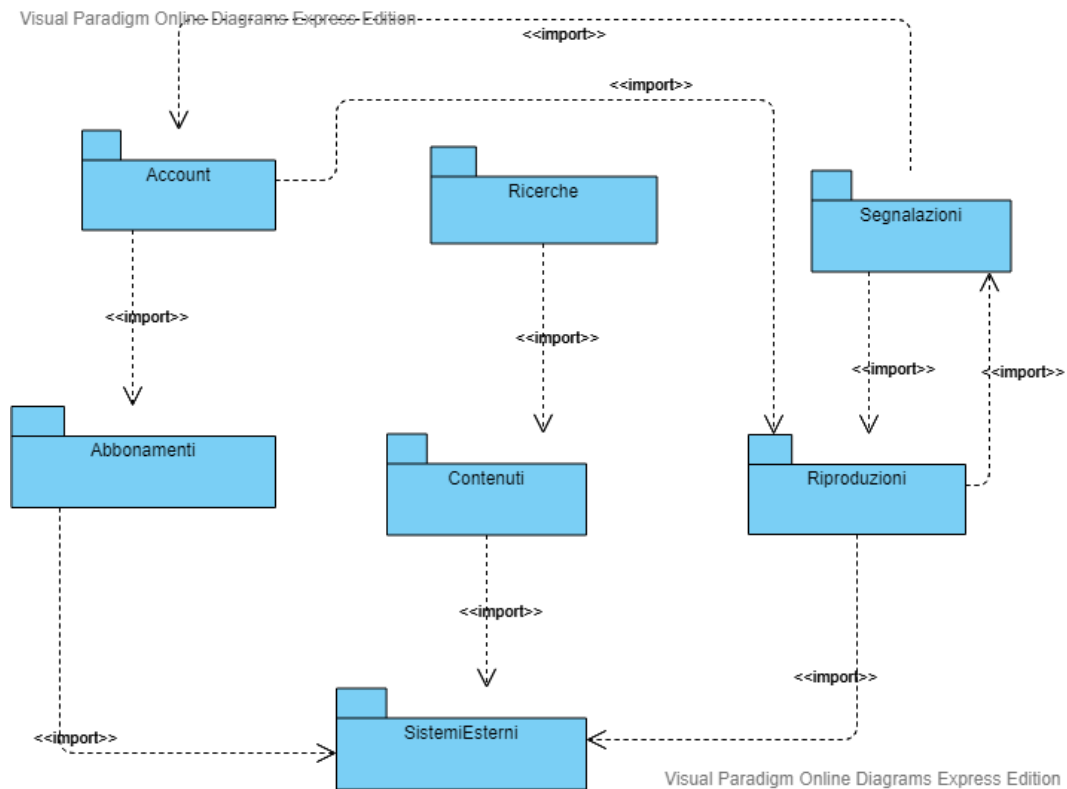 Visual Paradigm Online Diagrams Express Edition
<<import>>
<<import>>
Account
Ricerche
Segnalazioni
<<import>>
<<import>>
<<import>>
<<import>>
Abbonamenti
Contenuti
Riproduzioni
<<import>>
<<import>>
<<import>>
SistemiEsterni
Visual Paradigm Online Diagrams Express Edition